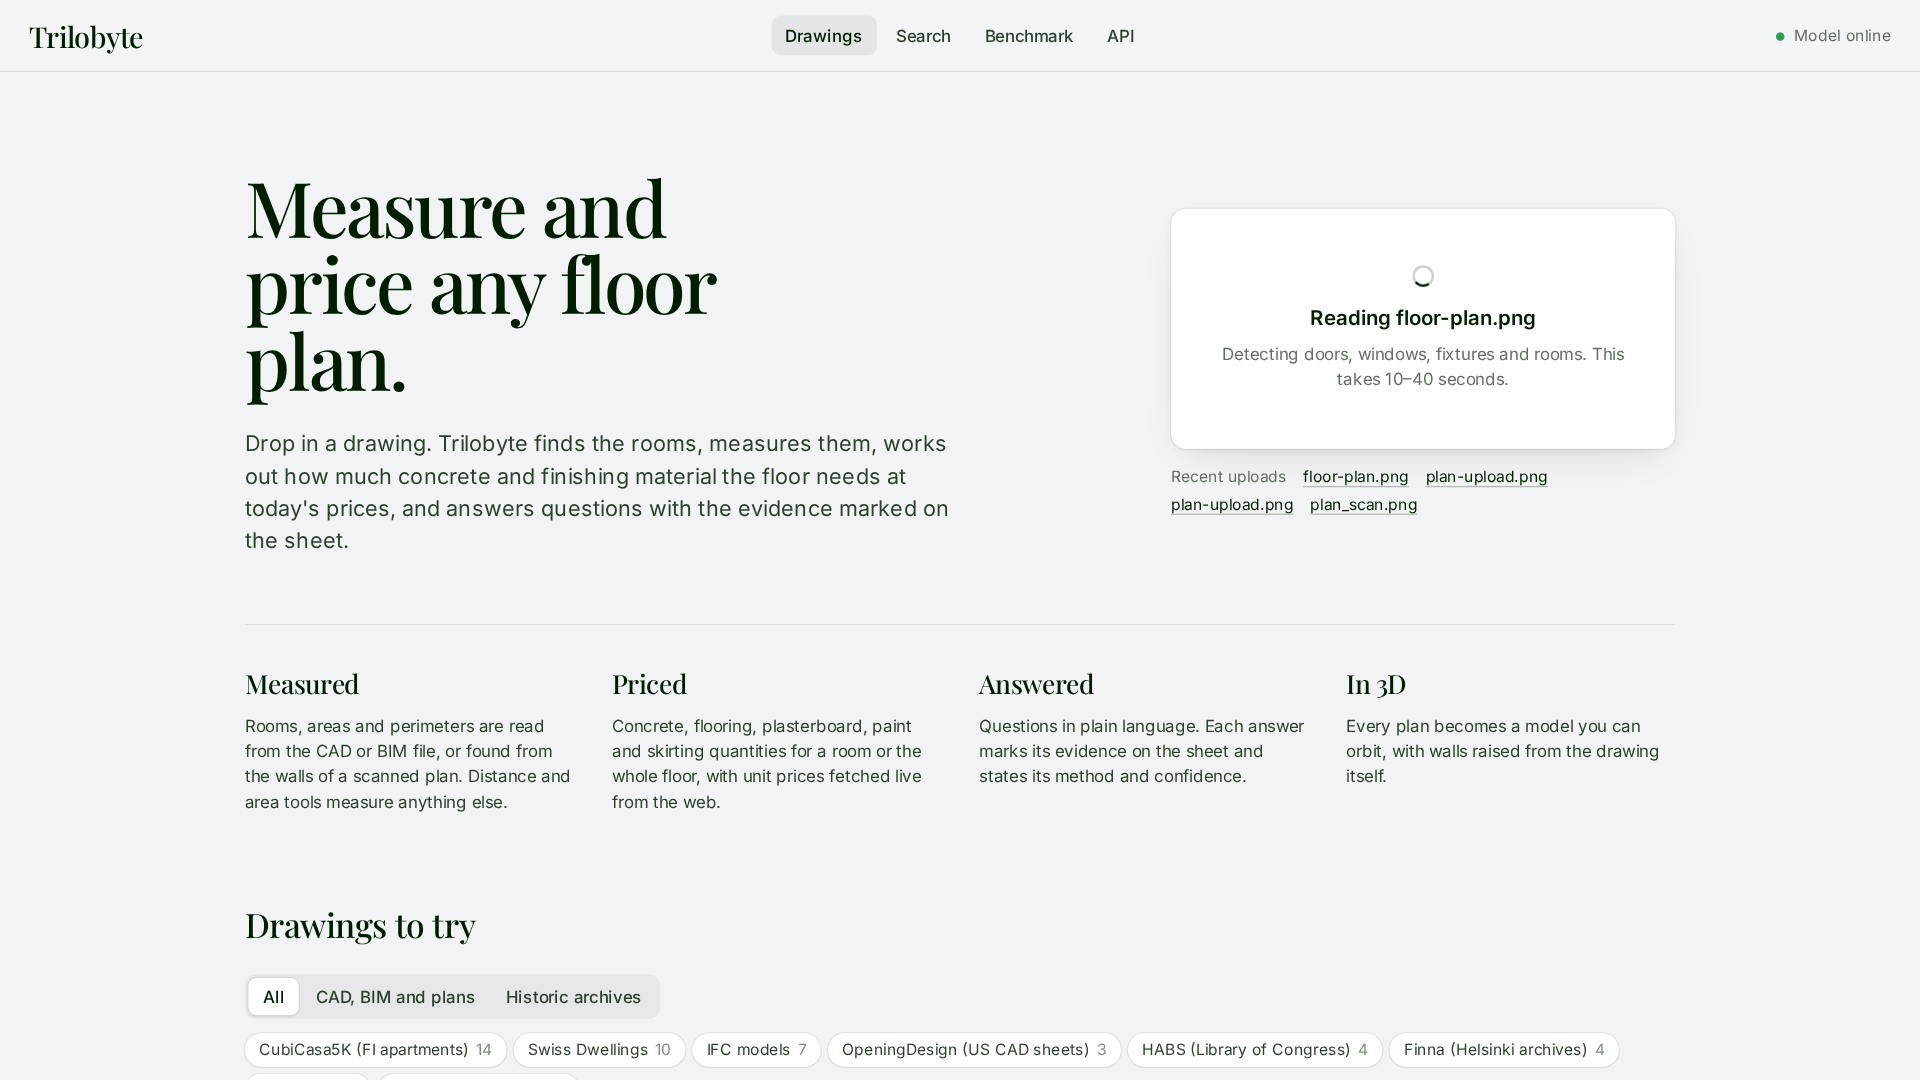 Trilobyte
Drawings
Search
Benchmark
API
Model online
Measure and
price any floor
plan.
Drop in a drawing. Trilobyte finds the rooms, measures them, works
out how much concrete and finishing material the floor needs at
today's prices, and answers questions with the evidence marked on
the sheet.
Reading floor-plan.png
Detecting doors, windows, fixtures and rooms. This
takes 10–40 seconds.
Recent uploads floor-plan.png plan-upload.png
plan-upload.png plan_scan.png
Measured
Rooms, areas and perimeters are read
from the CAD or BIM file, or found from
the walls of a scanned plan. Distance and
area tools measure anything else.
Priced
Concrete, flooring, plasterboard, paint
and skirting quantities for a room or the
whole floor, with unit prices fetched live
from the web.
Answered
Questions in plain language. Each answer
marks its evidence on the sheet and
states its method and confidence.
In 3D
Every plan becomes a model you can
orbit, with walls raised from the drawing
itself.
Drawings to try
All
CAD, BIM and plans
Historic archives
CubiCasa5K (FI apartments) 14
Swiss Dwellings 10
IFC models 7
OpeningDesign (US CAD sheets) 3
HABS (Library of Congress) 4
Finna (Helsinki archives) 4